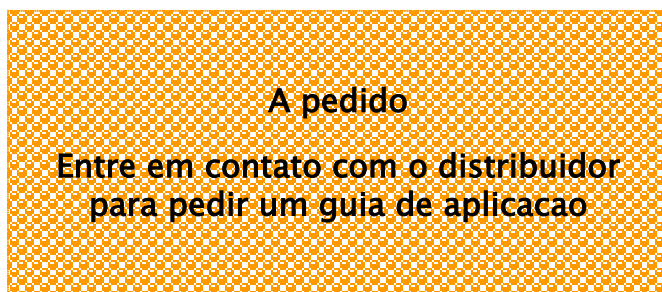 A pedido
Entre em contato com o distribuidor
para pedir um guia de aplicacao